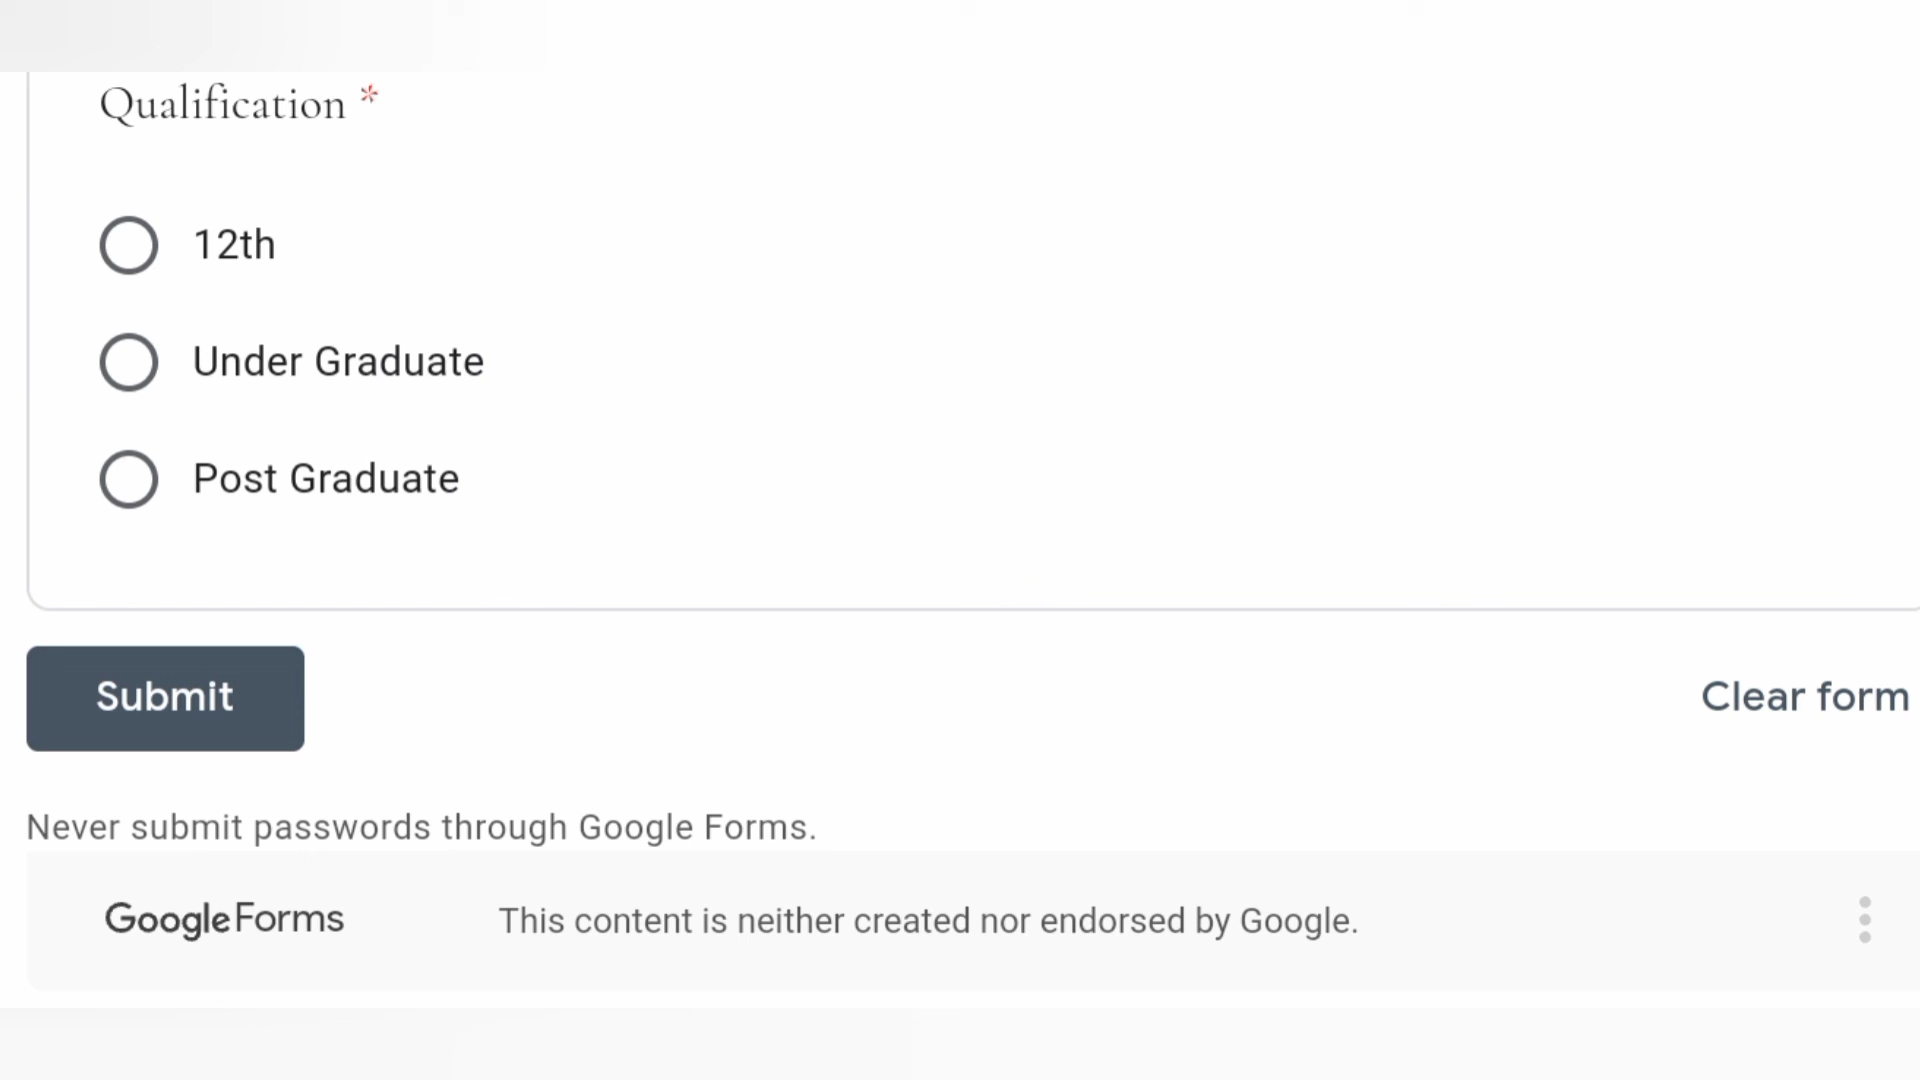 Qualification *
12th
Under Graduate
Post Graduate
Submit
Clear form
Never submit passwords through Google Forms.
Google Forms
This content is neither created nor endorsed by Google.